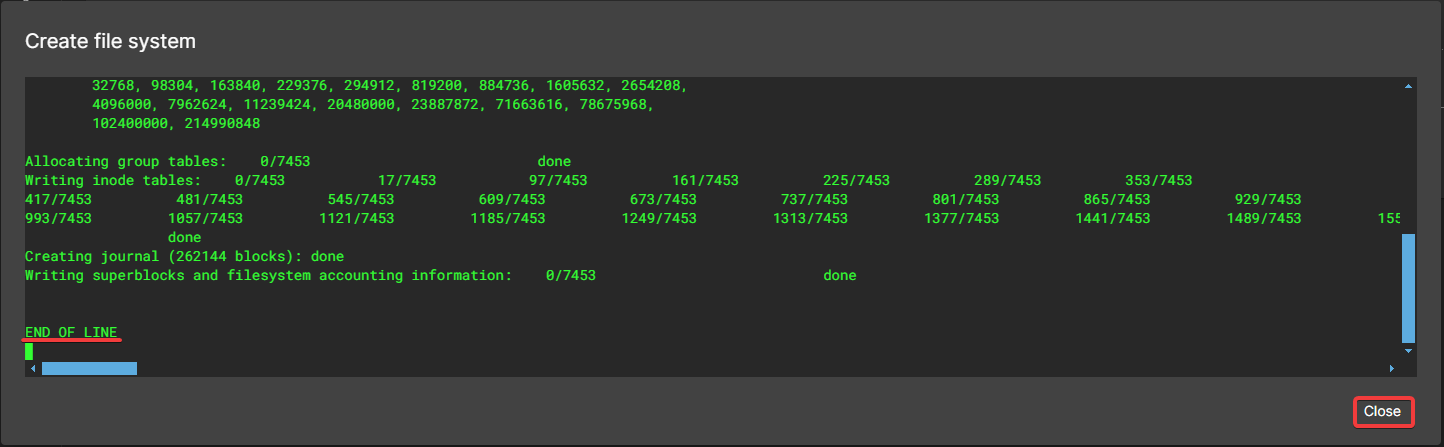 Create file system
32768, 98304, 163840, 229376, 294912, 819200, 884736, 1605632, 2654208,
4096000, 7962624, 11239424, 20480000, 23887872, 71663616, 78675968,
102400000, 214990848
Allocating group tables: 0/7453 done
Writing inode tables: 0/7453 17/7453 97/7453 161/7453 225/7453 289/7453 353/7453
417/7453 481/7453 545/7453 609/7453 673/7453 737/7453 801/7453 865/7453 929/7453
993/7453 1057/7453 1121/7453 1185/7453 1249/7453 1313/7453 1377/7453 1441/7453 1489/7453 155
done
Creating journal (262144 blocks): done
Writing superblocks and filesystem accounting information: 0/7453 done
END OF LINE
Close